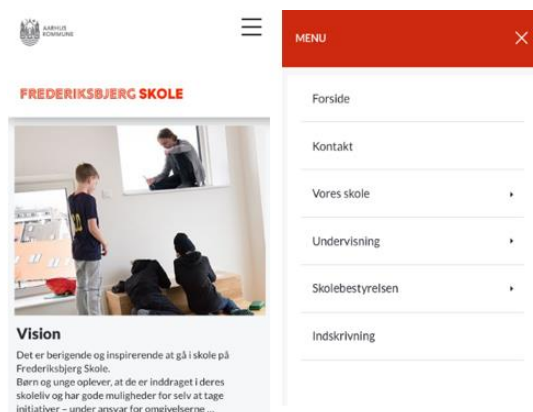 AARHUS
KOMMUNE
FREDERIKSBJERG SKOLE
Vision
Det er berigende og inspirerende at gå i skole på
Frederiksbjerg Skole.
Børn og unge oplever, at de er inddraget i deres
skoleliv og har gode muligheder for selv at tage
initiativer – under ansvar for omgivelserne ...
MENU
Forside
Kontakt
Vores skole
Undervisning
Skolebestyrelsen
Indskrivning